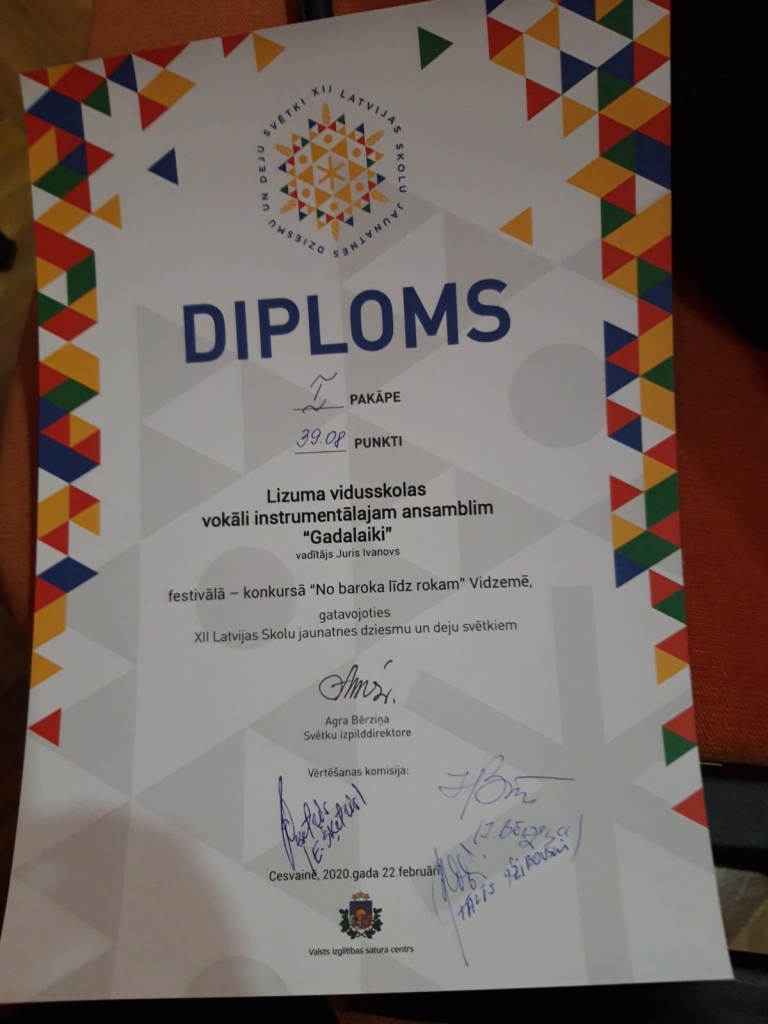 XII LATVIJAS SKOLU JAUNATNES DZIESMU UN DEJU SVĒTKI
DIPLOMS
I PAKĀPE
39.08 PUNKTI
Lizuma vidusskolas
vokāli instrumentālajam ansamblim
“Gadalaiki”
vadītājs Juris Ivanovs
festivālā – konkursā “No baroka līdz rokam” Vidzemē,
gatavojoties
XII Latvijas Skolu jaunatnes dziesmu un deju svētkiem
Agra Bērziņa
Svētku izpilddirektore
Vērtēšanas komisija:
(I. Bērziņa)
Cesvainē, 2020.gada 22.februārī
Valsts izglītības satura centrs